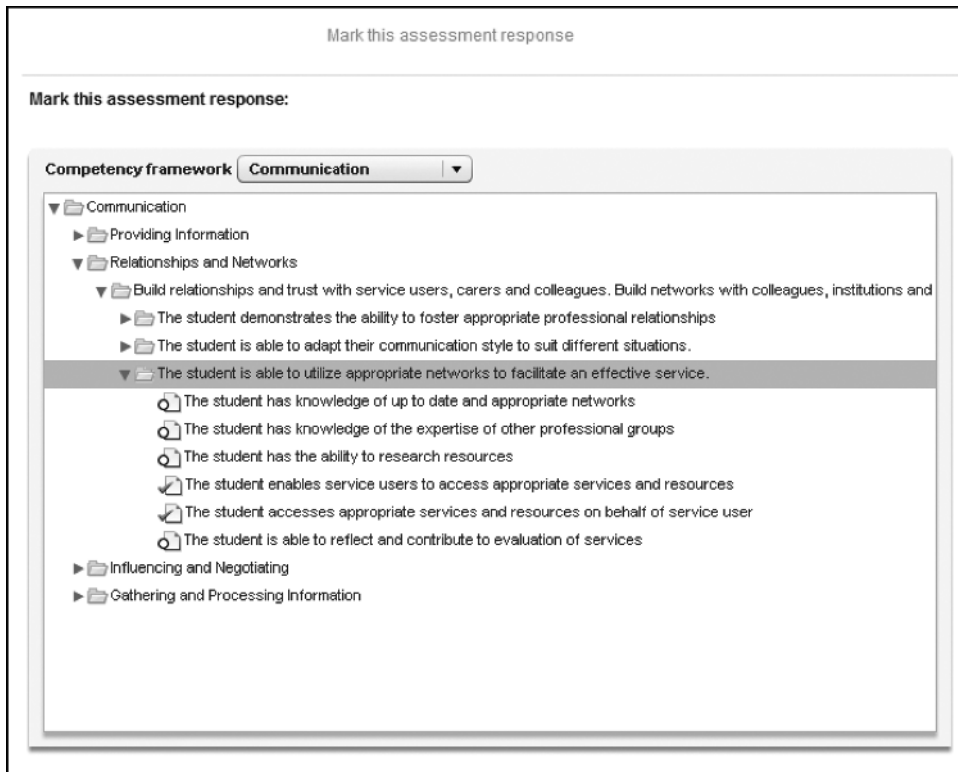 Mark this assessment response
Mark this assessment response:
Competency framework Communication
Communication
Providing Information
Relationships and Networks
Build relationships and trust with service users, carers and colleagues. Build networks with colleagues, institutions and
The student demonstrates the ability to foster appropriate professional relationships
The student is able to adapt their communication style to suit different situations.
The student is able to utilize appropriate networks to facilitate an effective service.
The student has knowledge of up to date and appropriate networks
The student has knowledge of the expertise of other professional groups
The student has the ability to research resources
The student enables service users to access appropriate services and resources
The student accesses appropriate services and resources on behalf of service user
The student is able to reflect and contribute to evaluation of services
Influencing and Negotiating
Gathering and Processing Information